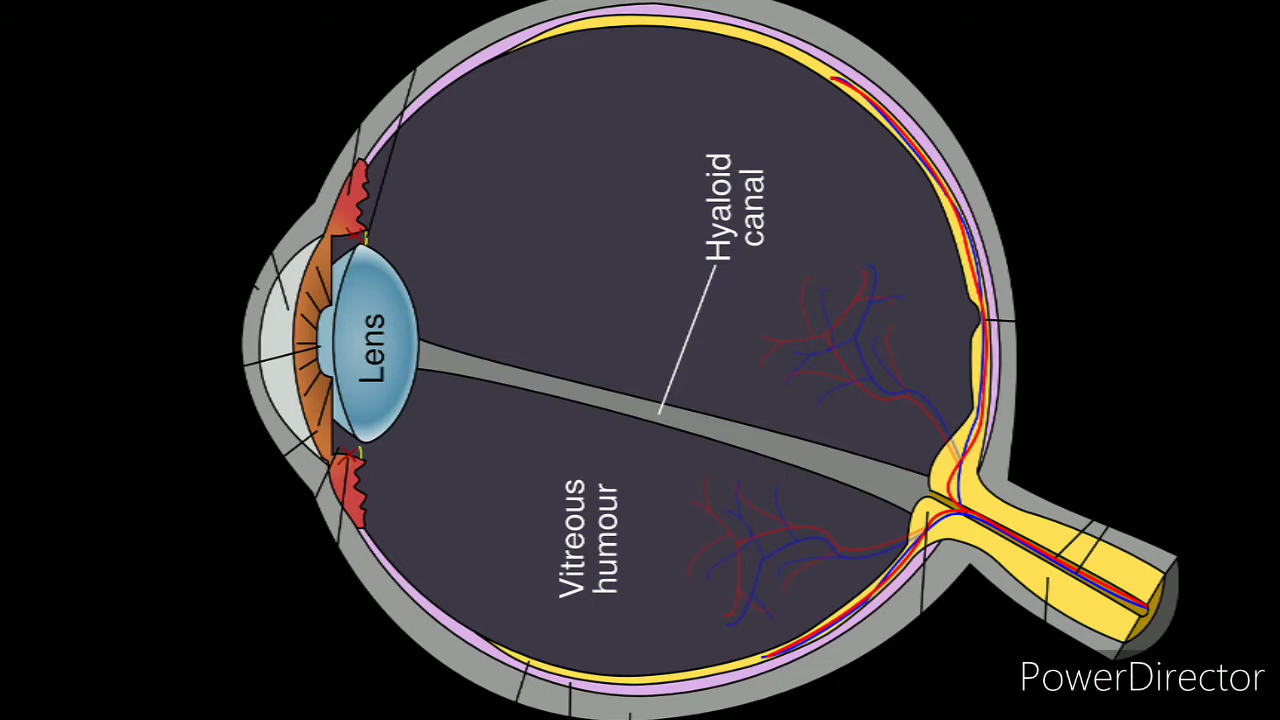 Hyaloid
canal
Lens
Vitreous
humour
PowerDirector